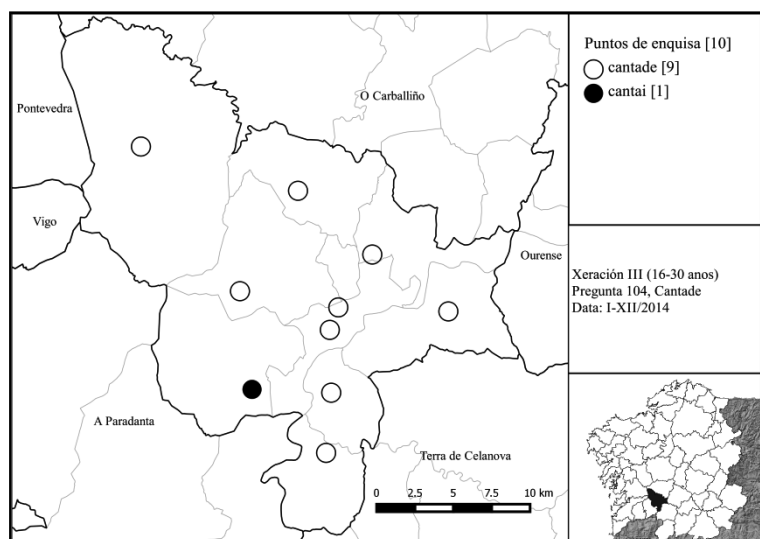 Pontevedra
O Carballiño
Vigo
Ourense
A Paradanta
Terra de Celanova
0 2,5 5 7.5 10 km
Puntos de enquisa [10]
cantade [9]
cantai [1]
Xeración III (16-30 anos)
Pregunta 104, Cantade
Data: I-XII/2014